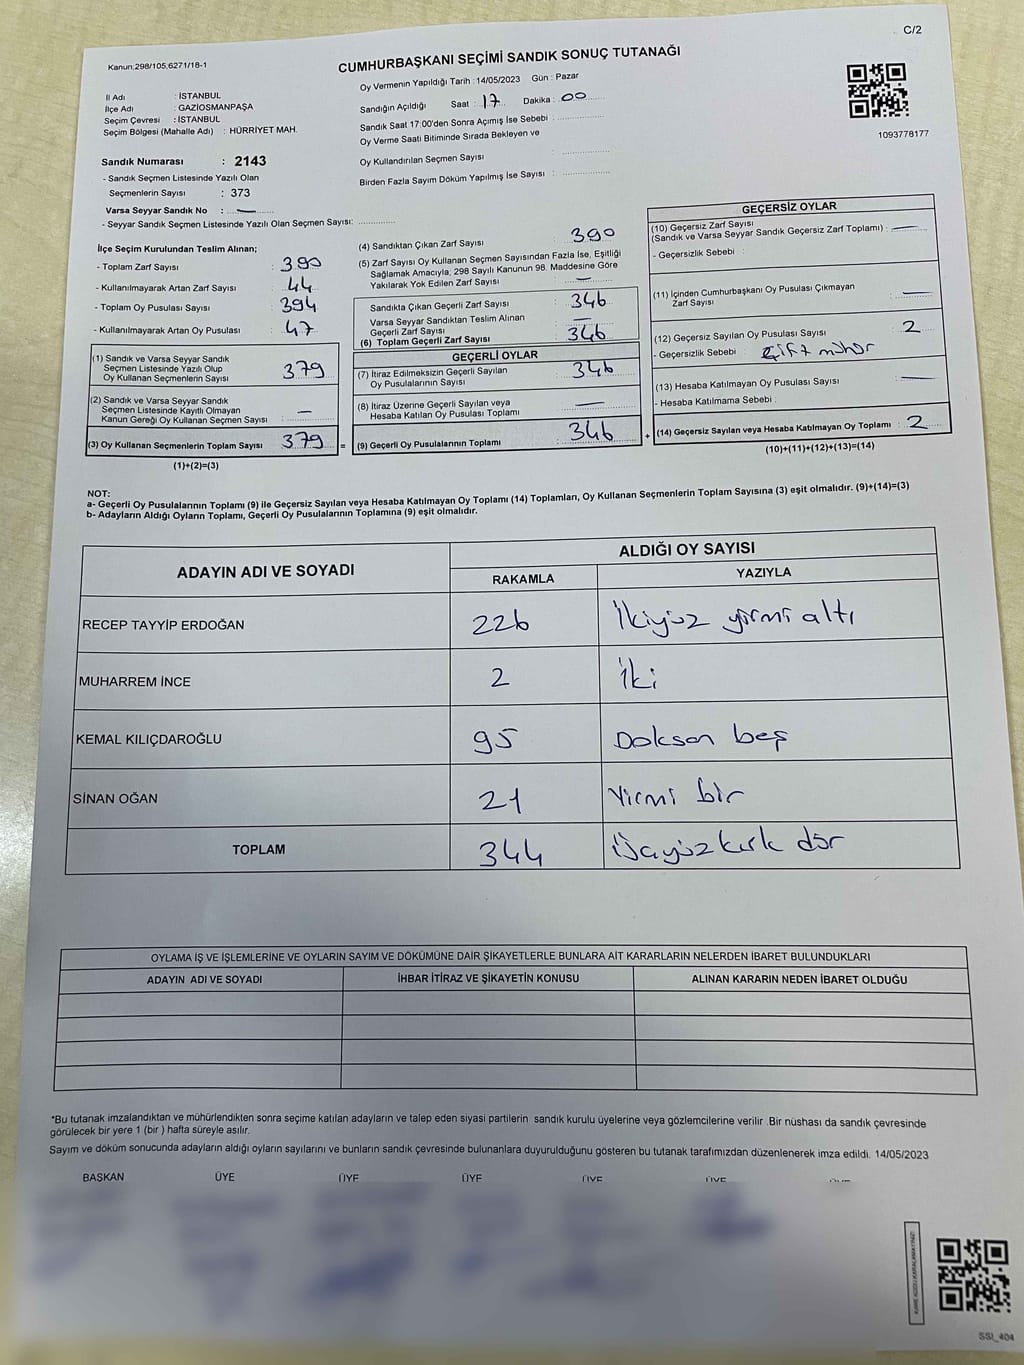 C/2
Kanun:298/105,6271/18-1
CUMHURBAŞKANI SEÇİMİ SANDIK SONUÇ TUTANAĞI
İl Adı : İSTANBUL
İlçe Adı : GAZİOSMANPAŞA
Seçim Çevresi : İSTANBUL
Seçim Bölgesi (Mahalle Adı) : HÜRRİYET MAH.
Sandık Numarası : 2143
- Sandık Seçmen Listesinde Yazılı Olan
Seçmenlerin Sayısı : 373
Varsa Seyyar Sandık No : —
- Seyyar Sandık Seçmen Listesinde Yazılı Olan Seçmen Sayısı:
Oy Vermenin Yapıldığı Tarih : 14/05/2023 Gün : Pazar
Sandığın Açıldığı Saat : 17 Dakika : 00
Sandık Saat 17:00'den Sonra Açımış İse Sebebi :
Oy Verme Saati Bitiminde Sırada Bekleyen ve
Oy Kullandırılan Seçmen Sayısı :
Birden Fazla Sayım Döküm Yapılmış İse Sayısı :
1093778177
İlçe Seçim Kurulundan Teslim Alınan;
- Toplam Zarf Sayısı : 390
- Kullanılmayarak Artan Zarf Sayısı : 44
- Toplam Oy Pusulası Sayısı : 394
- Kullanılmayarak Artan Oy Pusulası : 47
(1) Sandık ve Varsa Seyyar Sandık
Seçmen Listesinde Yazılı Olup
Oy Kullanan Seçmenlerin Sayısı : 379
(2) Sandık ve Varsa Seyyar Sandık
Seçmen Listesinde Kayıtlı Olmayan
Kanun Gereği Oy Kullanan Seçmen Sayısı : —
(3) Oy Kullanan Seçmenlerin Toplam Sayısı : 379 =
(1)+(2)=(3)
(4) Sandıktan Çıkan Zarf Sayısı : 390
(5) Zarf Sayısı Oy Kullanan Seçmen Sayısından Fazla İse, Eşitliği
Sağlamak Amacıyla, 298 Sayılı Kanunun 98. Maddesine Göre
Yakılarak Yok Edilen Zarf Sayısı : —
Sandıkta Çıkan Geçerli Zarf Sayısı : 346
Varsa Seyyar Sandıktan Teslim Alınan
Geçerli Zarf Sayısı : —
(6) Toplam Geçerli Zarf Sayısı : 346
GEÇERLİ OYLAR
(7) İtiraz Edilmeksizin Geçerli Sayılan
Oy Pusulalarının Sayısı : 346
(8) İtiraz Üzerine Geçerli Sayılan veya
Hesaba Katılan Oy Pusulası Toplamı : —
(9) Geçerli Oy Pusulalarının Toplamı : 346 +
GEÇERSİZ OYLAR
(10) Geçersiz Zarf Sayısı
(Sandık ve Varsa Seyyar Sandık Geçersiz Zarf Toplamı) : —
- Geçersizlik Sebebi :
(11) İçinden Cumhurbaşkanı Oy Pusulası Çıkmayan
Zarf Sayısı : —
(12) Geçersiz Sayılan Oy Pusulası Sayısı : 2
- Geçersizlik Sebebi : Çift mühür
(13) Hesaba Katılmayan Oy Pusulası Sayısı : —
- Hesaba Katılmama Sebebi :
(14) Geçersiz Sayılan veya Hesaba Katılmayan Oy Toplamı : 2
(10)+(11)+(12)+(13)=(14)
NOT:
a- Geçerli Oy Pusulalarının Toplamı (9) ile Geçersiz Sayılan veya Hesaba Katılmayan Oy Toplamı (14) Toplamları, Oy Kullanan Seçmenlerin Toplam Sayısına (3) eşit olmalıdır. (9)+(14)=(3)
b- Adayların Aldığı Oyların Toplamı, Geçerli Oy Pusulalarının Toplamına (9) eşit olmalıdır.
ADAYIN ADI VE SOYADI ALDIĞI OY SAYISI
RAKAMLA YAZIYLA
RECEP TAYYİP ERDOĞAN 226 İkiyüz yirmi altı
MUHARREM İNCE 2 İki
KEMAL KILIÇDAROĞLU 95 Doksan beş
SİNAN OĞAN 21 Yirmi bir
TOPLAM 344 kırk dör
OYLAMA İŞ VE İŞLEMLERİNE VE OYLARIN SAYIM VE DÖKÜMÜNE DAİR ŞİKAYETLERLE BUNLARA AİT KARARLARIN NELERDEN İBARET BULUNDUKLARI
ADAYIN ADI VE SOYADI İHBAR İTİRAZ VE ŞİKAYETİN KONUSU ALINAN KARARIN NEDEN İBARET OLDUĞU
*Bu tutanak imzalandıktan ve mühürlendikten sonra seçime katılan adayların ve talep eden siyasi partilerin sandık kurulu üyelerine veya gözlemcilerine verilir .Bir nüshası da sandık çevresinde
görülecek bir yere 1 (bir ) hafta süreyle asılır.
Sayım ve döküm sonucunda adayların aldığı oyların sayılarını ve bunların sandık çevresinde bulunanlara duyurulduğunu gösteren bu tutanak tarafımızdan düzenlenerek imza edildi. 14/05/2023
BAŞKAN ÜYE ÜYE ÜYE ÜYE ÜYE ÜYE
SSI_404